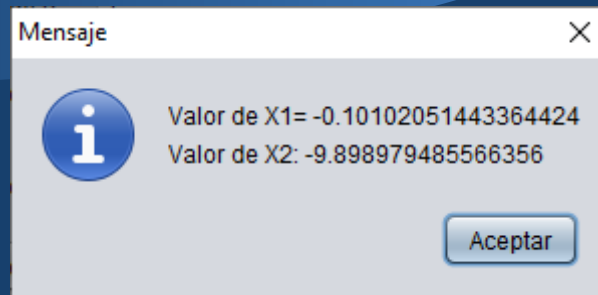 Mensaje
Valor de X1= -0.10102051443364424
Valor de X2: -9.898979485566356
Aceptar